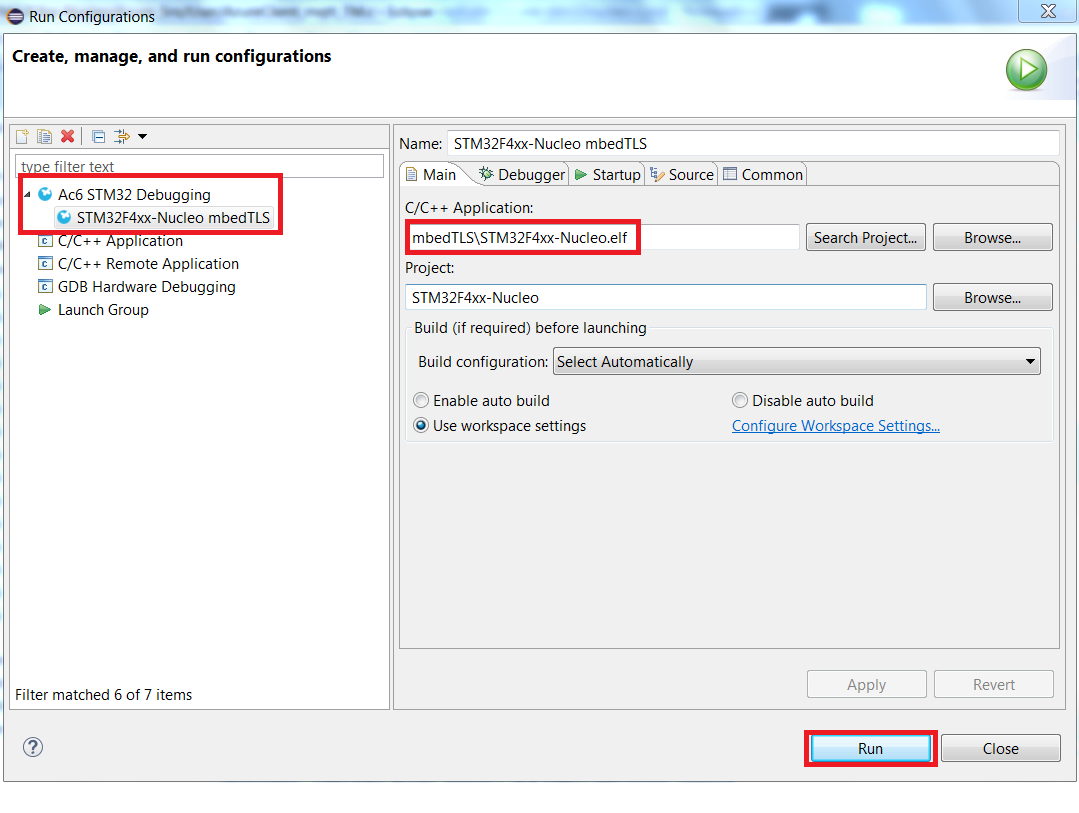 Run Configurations
Create, manage, and run configurations
type filter text
Ac6 STM32 Debugging
STM32F4xx-Nucleo mbedTLS
C/C++ Application
C/C++ Remote Application
GDB Hardware Debugging
Launch Group
Filter matched 6 of 7 items
Name: STM32F4xx-Nucleo mbedTLS
Main Debugger Startup Source Common
C/C++ Application:
mbedTLS\STM32F4xx-Nucleo.elf Search Project... Browse...
Project:
STM32F4xx-Nucleo Browse...
Build (if required) before launching
Build configuration: Select Automatically
Enable auto build Disable auto build
Use workspace settings Configure Workspace Settings...
Apply Revert
? Run Close